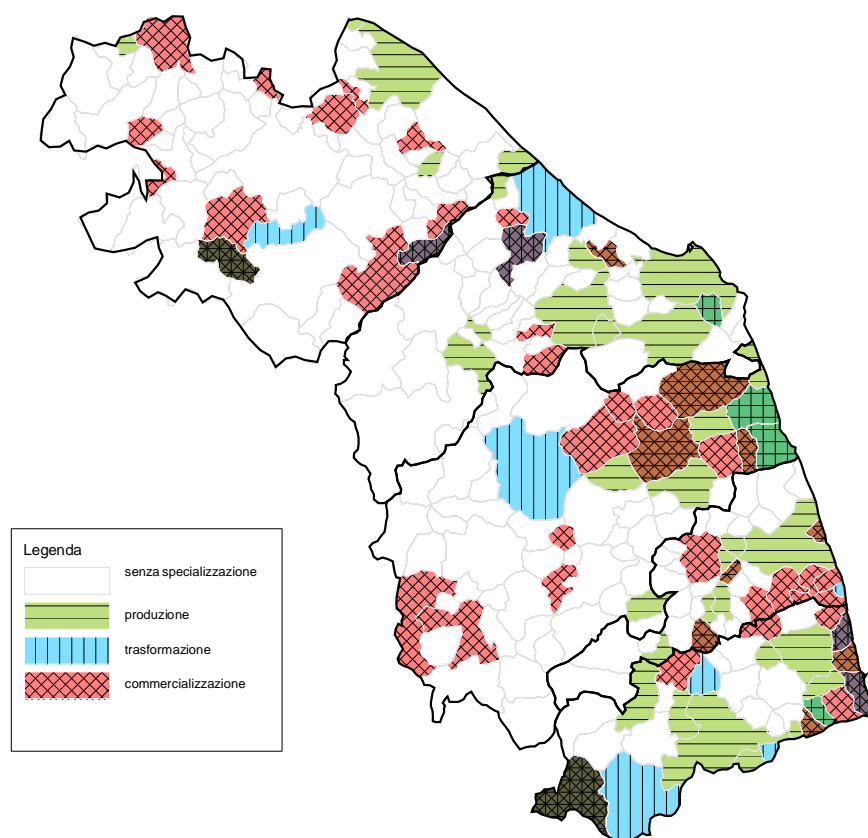 Legenda
senza specializzazione
produzione
trasformazione
commercializzazione